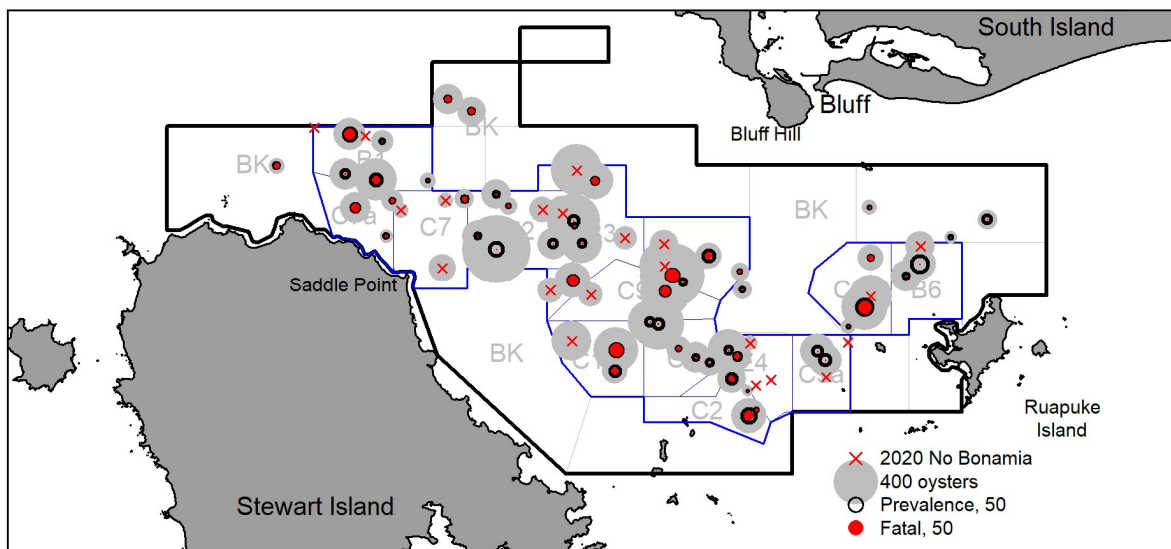 South Island
Bluff
Bluff Hill
BK
BK
B1
BK
C7
C9
B6
Saddle Point
BK
C3a
C2
Ruapuke
Island
2020 No Bonamia
400 oysters
Prevalence, 50
Fatal, 50
Stewart Island